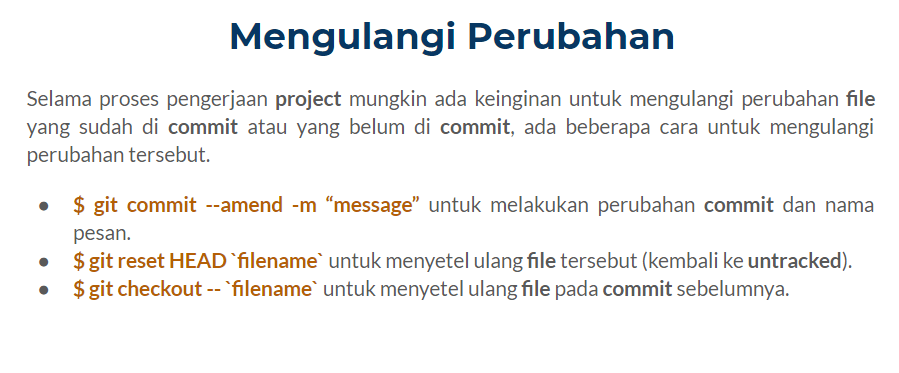 Mengulangi Perubahan
Selama proses pengerjaan project mungkin ada keinginan untuk mengulangi perubahan file
yang sudah di commit atau yang belum di commit, ada beberapa cara untuk mengulangi
perubahan tersebut.
● $ git commit --amend -m “message” untuk melakukan perubahan commit dan nama
pesan.
● $ git reset HEAD `filename` untuk menyetel ulang file tersebut (kembali ke untracked).
● $ git checkout -- `filename` untuk menyetel ulang file pada commit sebelumnya.